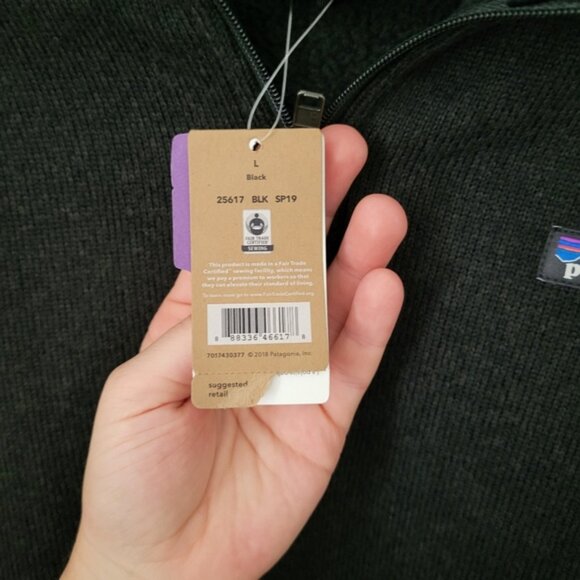 L
Black
25617 BLK SP19
FAIR TRADE
CERTIFIED
SEWING
This product is made in a Fair Trade
Certified™ sewing facility, which means
we pay a premium to workers so that
they can elevate their standard of living.
To learn more go to www.FairTradeCertified.org.
8 88336 46617 8
7017430377 © 2018 Patagonia, Inc.
suggested
retail
p